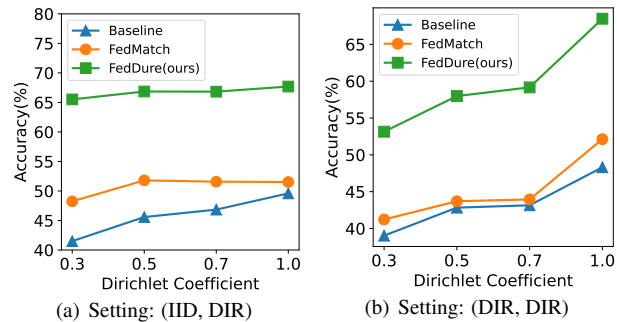 80
75
70
65
60
55
50
45
40
Accuracy(%)
Baseline
FedMatch
FedDure(ours)
0.3
0.5
0.7
1.0
Dirichlet Coefficient
(a) Setting: (IID, DIR)
65
60
55
50
45
40
Accuracy(%)
Baseline
FedMatch
FedDure(ours)
0.3
0.5
0.7
1.0
Dirichlet Coefficient
(b) Setting: (DIR, DIR)